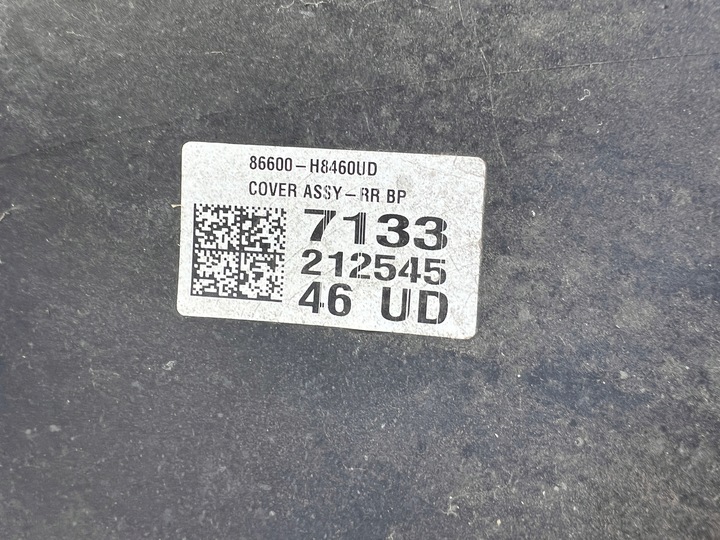 86600-H8460UD
COVER ASSY-RR BP
7133
212545
46 UD